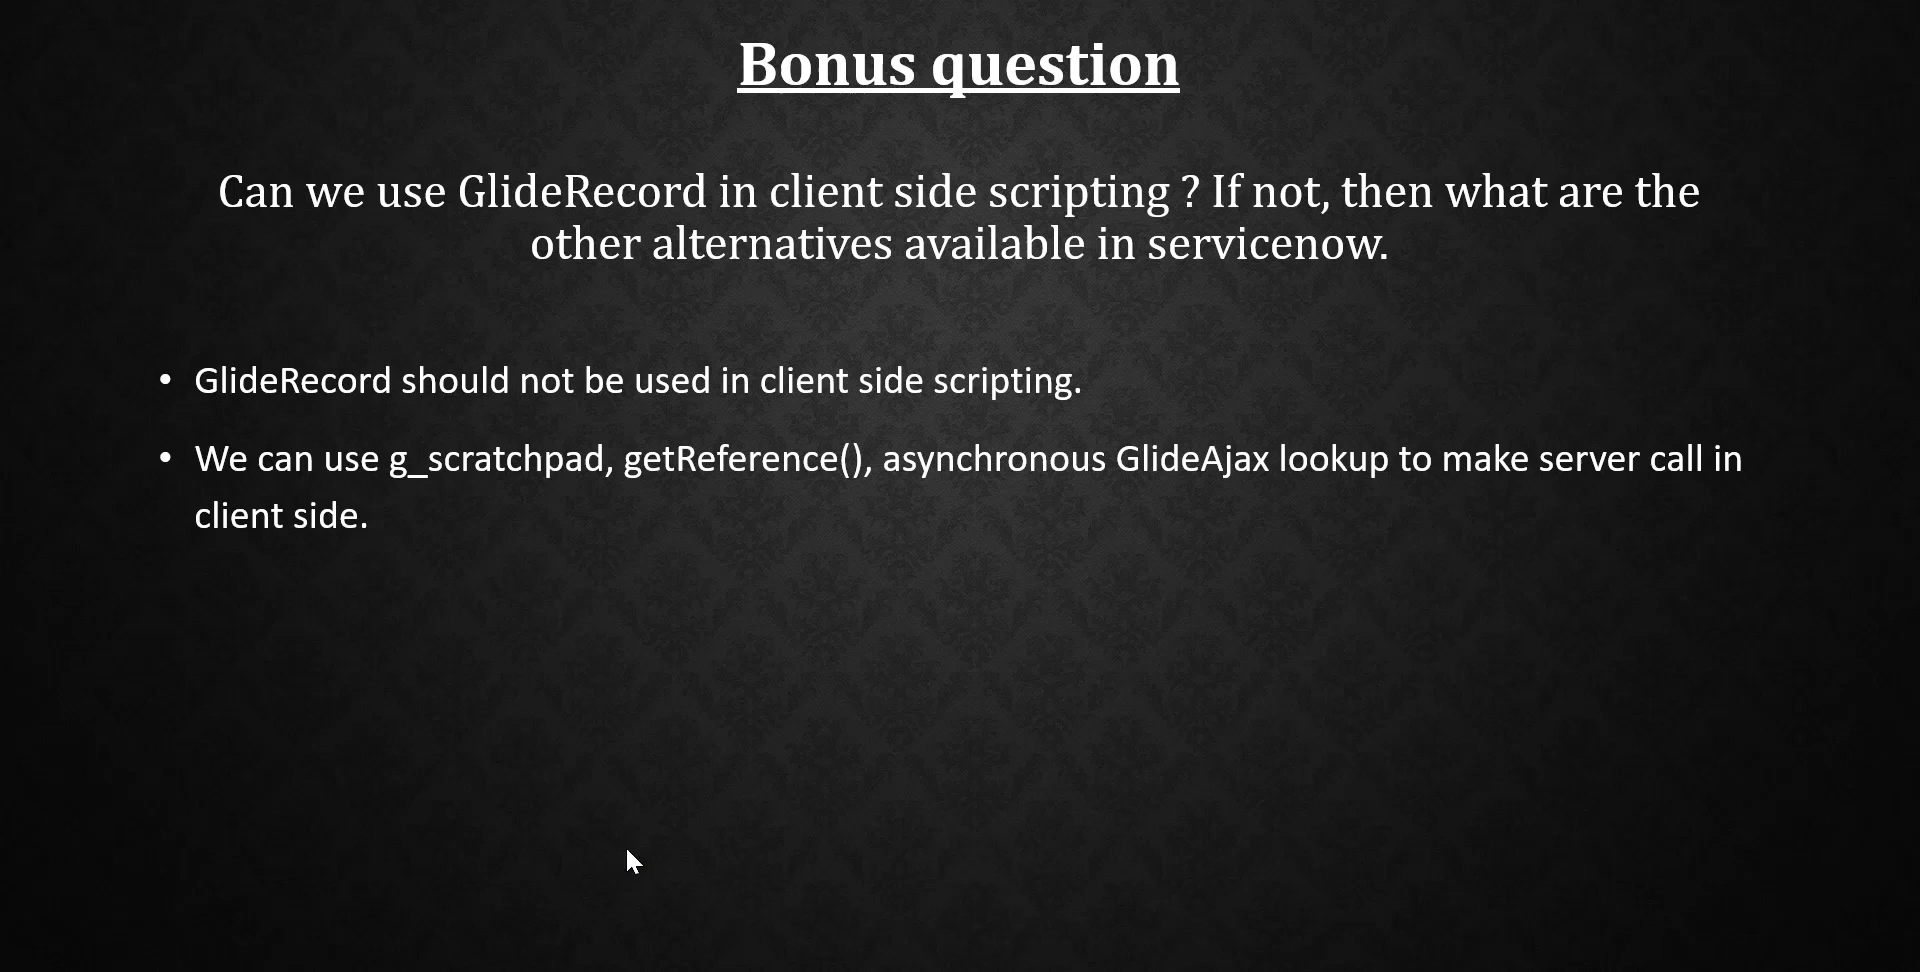 Bonus question
Can we use GlideRecord in client side scripting ? If not, then what are the
other alternatives available in servicenow.
• GlideRecord should not be used in client side scripting.
• We can use g_scratchpad, getReference(), asynchronous GlideAjax lookup to make server call in
client side.